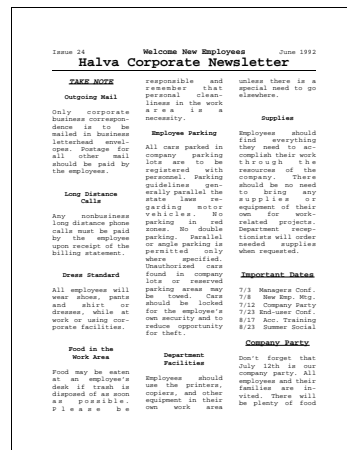 Issue 24 Welcome New Employees June 1992
Halva Corporate Newsletter
TAKE NOTE
Outgoing Mail
Only corporate
business correspon-
dence is to be
mailed in business
letterhead envel-
opes. Postage for
all other mail
should be paid by
the employees.
Long Distance
Calls
Any nonbusiness
long distance phone
calls must be paid
by the employee
upon receipt of the
billing statement.
Dress Standard
All employees will
wear shoes, pants
and shirt or
dresses, while at
work or using cor-
porate facilities.
Food in the
Work Area
Food may be eaten
at an employee's
desk if trash is
disposed of as soon
as possible.
Please be
responsible and
remember that
personal clean-
liness in the work
area is a
necessity.
Employee Parking
All cars parked in
company parking
lots are to be
registered with
personnel. Parking
guidelines gen-
erally parallel the
state laws re-
garding motor
vehicles. No
parking in red
zones. No double
parking. Parallel
or angle parking is
permitted only
where specified.
Unauthorized cars
found in company
lots or reserved
parking areas may
be towed. Cars
should be locked
for the employee's
own security and to
reduce opportunity
for theft.
Department
Facilities
Employees should
use the printers,
copiers, and other
equipment in their
own work area
unless there is a
special need to go
elsewhere.
Supplies
Employees should
find everything
they need to ac-
complish their work
through the
resources of the
company. There
should be no need
to bring any
supplies or
equipment of their
own for work-
related projects.
Department recep-
tionists will order
needed supplies
when requested.
Important Dates
7/3 Managers Conf.
7/8 New Emp. Mtg.
7/12 Company Party
7/23 End-user Conf.
8/17 Acc. Training
8/23 Summer Social
Company Party
Don't forget that
July 12th is our
company party. All
employees and their
families are in-
vited. There will
be plenty of food